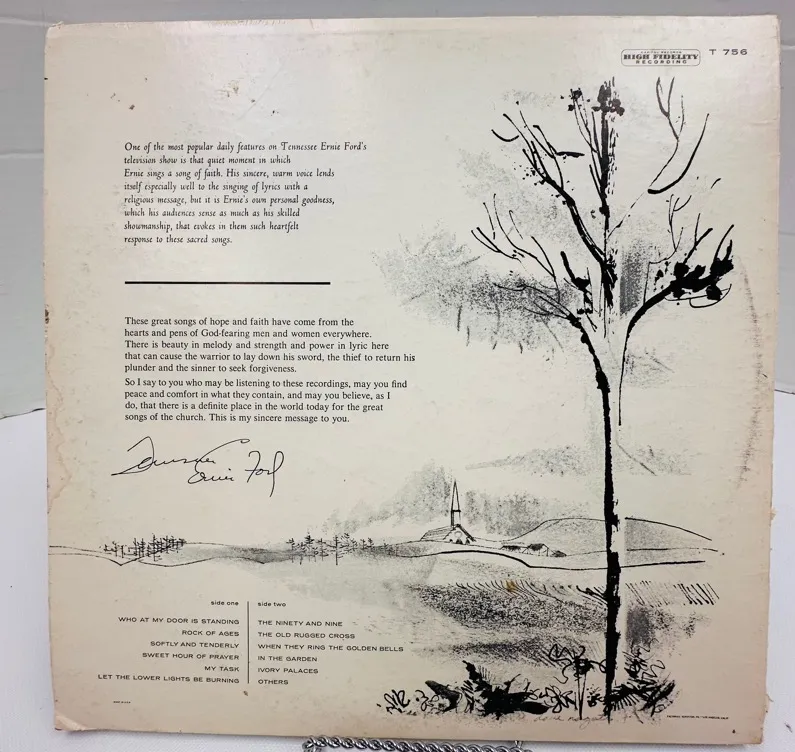 CAPITOL RECORDS
HIGH FIDELITY
RECORDING
T 756
One of the most popular daily features on Tennessee Ernie Ford's
television show is that quiet moment in which
Ernie sings a song of faith. His sincere, warm voice lends
itself especially well to the singing of lyrics with a
religious message, but it is Ernie's own personal goodness,
which his audiences sense as much as his skilled
showmanship, that evokes in them such heartfelt
response to these sacred songs.
These great songs of hope and faith have come from the
hearts and pens of God-fearing men and women everywhere.
There is beauty in melody and strength and power in lyric here
that can cause the warrior to lay down his sword, the thief to return his
plunder and the sinner to seek forgiveness.
So I say to you who may be listening to these recordings, may you find
peace and comfort in what they contain, and may you believe, as I
do, that there is a definite place in the world today for the great
songs of the church. This is my sincere message to you.
Tennessee
Ernie Ford
side one
WHO AT MY DOOR IS STANDING
ROCK OF AGES
SOFTLY AND TENDERLY
SWEET HOUR OF PRAYER
MY TASK
LET THE LOWER LIGHTS BE BURNING
side two
THE NINETY AND NINE
THE OLD RUGGED CROSS
WHEN THEY RING THE GOLDEN BELLS
IN THE GARDEN
IVORY PALACES
OTHERS